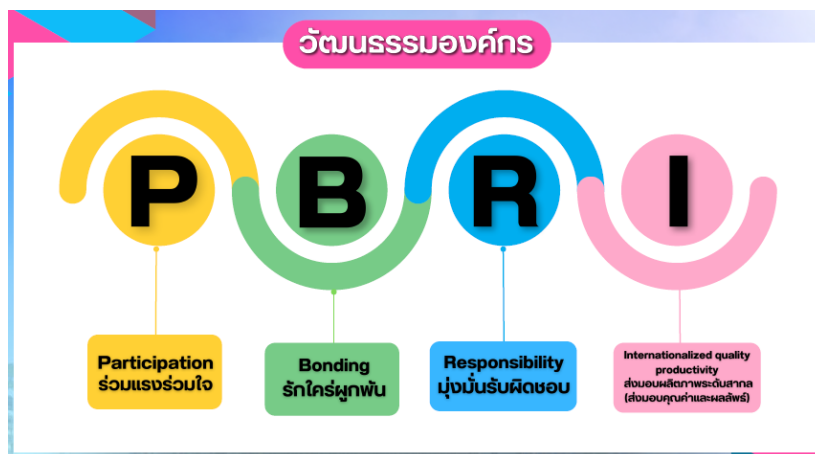 วัฒนธรรมองค์กร
P B R I
Participation
ร่วมแรงร่วมใจ
Bonding
รักใคร่ผูกพัน
Responsibility
มุ่งมั่นรับผิดชอบ
Internationalized quality
productivity
ส่งมอบผลิตภาพระดับสากล
(ส่งมอบคุณค่าและผลลัพธ์)